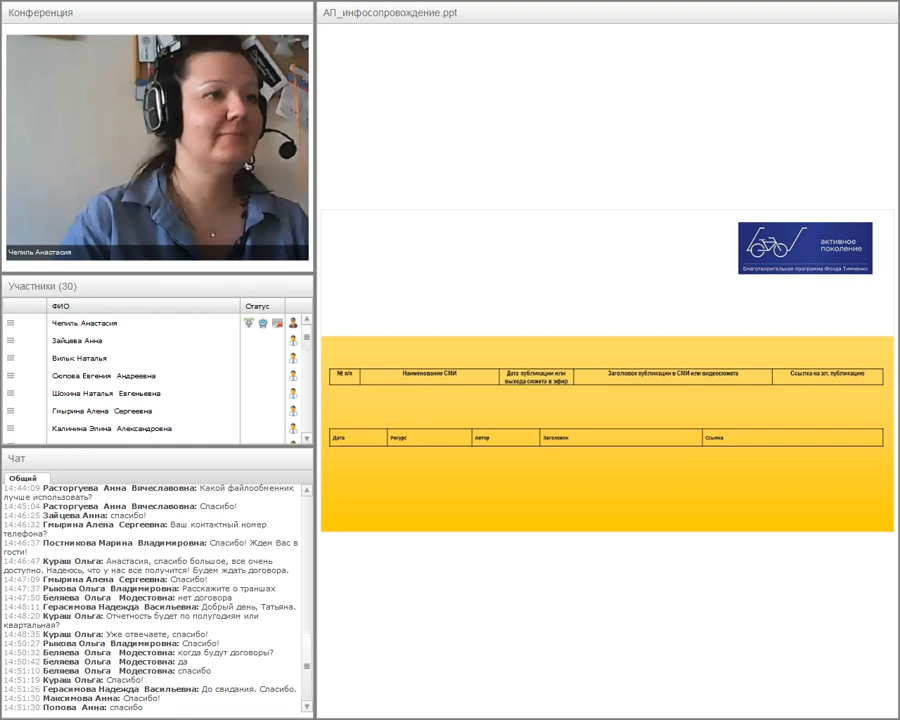 Конференция
Чепиль Анастасия
Участники (30)
ФИО
Статус
Чепиль Анастасия
Зайцева Анна
Вильк Наталья
Сюпова Евгения Андреевна
Шохина Наталья Евгеньевна
Гмырина Алена Сергеевна
Калинина Элина Александровна
Чат
Общий
14:44:09 Расторгуева Анна Вячеславовна: Какой файлообменник
лучше использовать?
14:45:04 Расторгуева Анна Вячеславовна: Спасибо!
14:46:25 Зайцева Анна: спасибо!
14:46:32 Гмырина Алена Сергеевна: Ваш контактный номер
телефона?
14:46:37 Постникова Марина Владимировна: Спасибо! Ждем Вас в
гости!
14:46:47 Кураш Ольга: Анастасия, спасибо большое, все очень
доступно. Надеюсь, что у нас все получится! Будем ждать договора.
14:47:09 Гмырина Алена Сергеевна: Спасибо!
14:47:37 Рыкова Ольга Владимировна: Расскажите о траншах
14:47:50 Беляева Ольга Модестовна: нет договора
14:48:11 Герасимова Надежда Васильевна: Добрый день, Татьяна.
14:48:20 Кураш Ольга: Отчетность будет по полугодиям или
квартальная?
14:48:35 Кураш Ольга: Уже отвечаете, спасибо!
14:50:27 Рыкова Ольга Владимировна: Спасибо!
14:50:32 Беляева Ольга Модестовна: когда будут договоры?
14:50:42 Беляева Ольга Модестовна: да
14:51:10 Беляева Ольга Модестовна: спасибо
14:51:19 Кураш Ольга: Спасибо!
14:51:26 Герасимова Надежда Васильевна: До свидания. Спасибо.
14:51:30 Максимова Анна: Спасибо!
14:51:30 Попова Анна: спасибо
АП_инфосопровождение.ppt
активное
поколение
благотворительная программа Фонда Тимченко
№ п/п
Наименование СМИ
Дата публикации или
выхода сюжета в эфир
Заголовок публикации в СМИ или видеосюжета
Ссылка на эл. публикацию
Дата
Ресурс
Автор
Заголовок
Ссылка